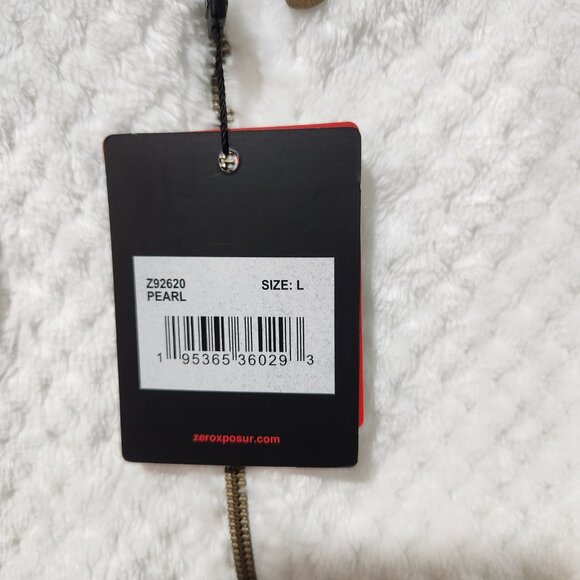 Z92620 SIZE: L
PEARL
1 95365 36029 3
zeroxposur.com